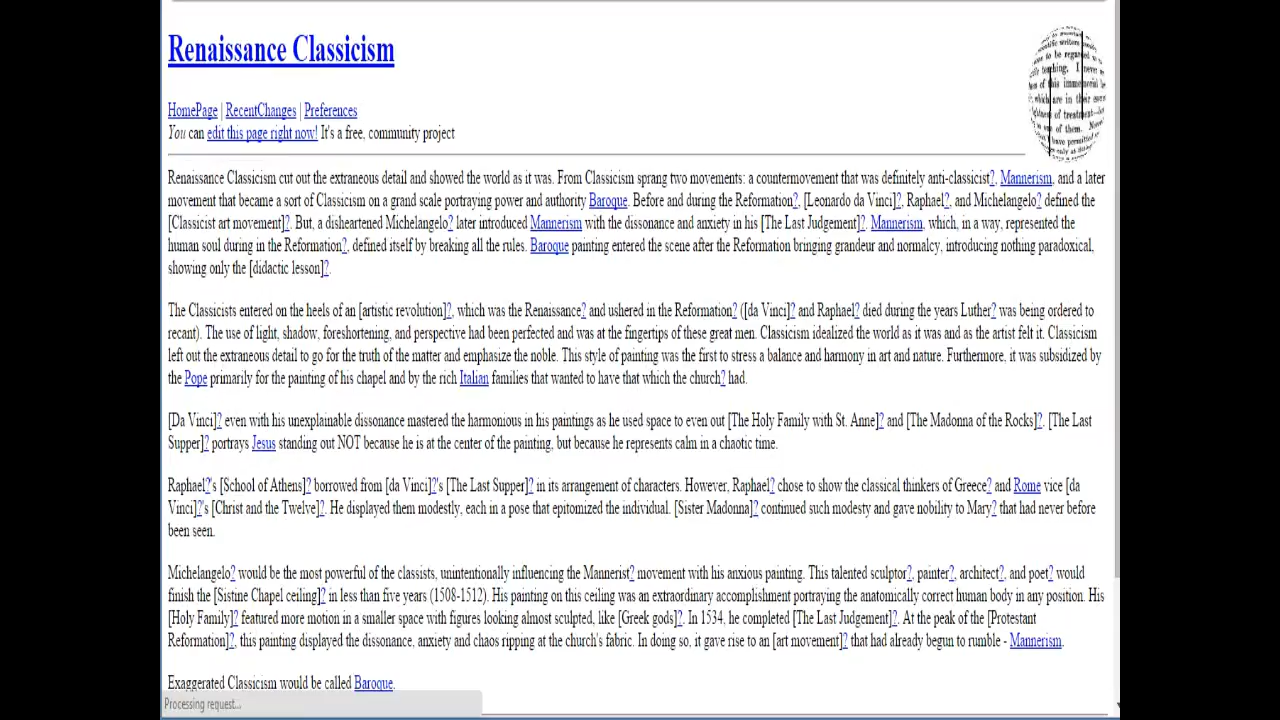 Renaissance Classicism
HomePage | RecentChanges | Preferences
You can edit this page right now! It's a free, community project
Renaissance Classicism cut out the extraneous detail and showed the world as it was. From Classicism sprang two movements: a countermovement that was definitely anti-classicist?, Mannerism, and a later
movement that became a sort of Classicism on a grand scale portraying power and authority Baroque. Before and during the Reformation?, [Leonardo da Vinci]?, Raphael?, and Michelangelo? defined the
[Classicist art movement]?. But, a disheartened Michelangelo? later introduced Mannerism with the dissonance and anxiety in his [The Last Judgement]?. Mannerism, which, in a way, represented the
human soul during in the Reformation?, defined itself by breaking all the rules. Baroque painting entered the scene after the Reformation bringing grandeur and normalcy, introducing nothing paradoxical,
showing only the [didactic lesson]?.
The Classicists entered on the heels of an [artistic revolution]?, which was the Renaissance? and ushered in the Reformation? ([da Vinci]? and Raphael? died during the years Luther? was being ordered to
recant). The use of light, shadow, foreshortening, and perspective had been perfected and was at the fingertips of these great men. Classicism idealized the world as it was and as the artist felt it. Classicism
left out the extraneous detail to go for the truth of the matter and emphasize the noble. This style of painting was the first to stress a balance and harmony in art and nature. Furthermore, it was subsidized by
the Pope primarily for the painting of his chapel and by the rich Italian families that wanted to have that which the church? had.
[Da Vinci]? even with his unexplainable dissonance mastered the harmonious in his paintings as he used space to even out [The Holy Family with St. Anne]? and [The Madonna of the Rocks]?. [The Last
Supper]? portrays Jesus standing out NOT because he is at the center of the painting, but because he represents calm in a chaotic time.
Raphael?'s [School of Athens]? borrowed from [da Vinci]?'s [The Last Supper]? in its arrangement of characters. However, Raphael? chose to show the classical thinkers of Greece? and Rome vice [da
Vinci]?'s [Christ and the Twelve]?. He displayed them modestly, each in a pose that epitomized the individual. [Sister Madonna]? continued such modesty and gave nobility to Mary? that had never before
been seen.
Michelangelo? would be the most powerful of the classists, unintentionally influencing the Mannerist? movement with his anxious painting. This talented sculptor?, painter?, architect?, and poet? would
finish the [Sistine Chapel ceiling]? in less than five years (1508-1512). His painting on this ceiling was an extraordinary accomplishment portraying the anatomically correct human body in any position. His
[Holy Family]? featured more motion in a smaller space with figures looking almost sculpted, like [Greek gods]?. In 1534, he completed [The Last Judgement]?. At the peak of the [Protestant
Reformation]?, this painting displayed the dissonance, anxiety and chaos ripping at the church's fabric. In doing so, it gave rise to an [art movement]? that had already begun to rumble - Mannerism.
Exaggerated Classicism would be called Baroque.
Processing request...